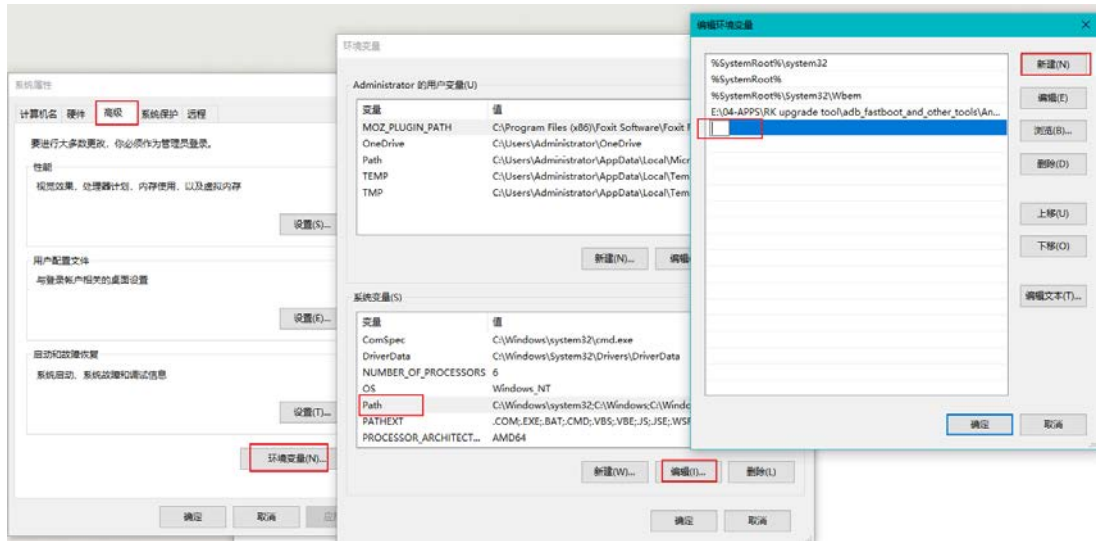 系统属性
计算机名 硬件 高级 系统保护 远程
要进行大多数更改，你必须作为管理员登录。
性能
视觉效果，处理器计划，内存使用，以及虚拟内存
设置(S)...
用户配置文件
与登录帐户相关的桌面设置
设置(E)...
启动和故障恢复
系统启动、系统故障和调试信息
设置(T)...
环境变量(N)...
确定 取消
环境变量
Administrator 的用户变量(U)
变量 值
MOZ_PLUGIN_PATH C:\Program Files (x86)\Foxit Software\Foxit
OneDrive C:\Users\Administrator\OneDrive
Path C:\Users\Administrator\AppData\Local\Micr
TEMP C:\Users\Administrator\AppData\Local\Tem
TMP C:\Users\Administrator\AppData\Local\Tem
新建(N)... 编辑
系统变量(S)
变量 值
ComSpec C:\Windows\system32\cmd.exe
DriverData C:\Windows\System32\Drivers\DriverData
NUMBER_OF_PROCESSORS 6
OS Windows_NT
Path C:\Windows\system32;C:\Windows;C:\Windo
PATHEXT .COM;.EXE;.BAT;.CMD;.VBS;.VBE;.JS;.JSE;.WSF
PROCESSOR_ARCHITECT... AMD64
新建(W)... 编辑(I)... 删除(L)
确定 取消
编辑环境变量
%SystemRoot%\system32
%SystemRoot%
%SystemRoot%\System32\Wbem
E:\04-APPS\RK upgrade tool\adb_fastboot_and_other_tools\An...
新建(N)
编辑(E)
浏览(B)...
删除(D)
上移(U)
下移(O)
编辑文本(T)...
确定 取消